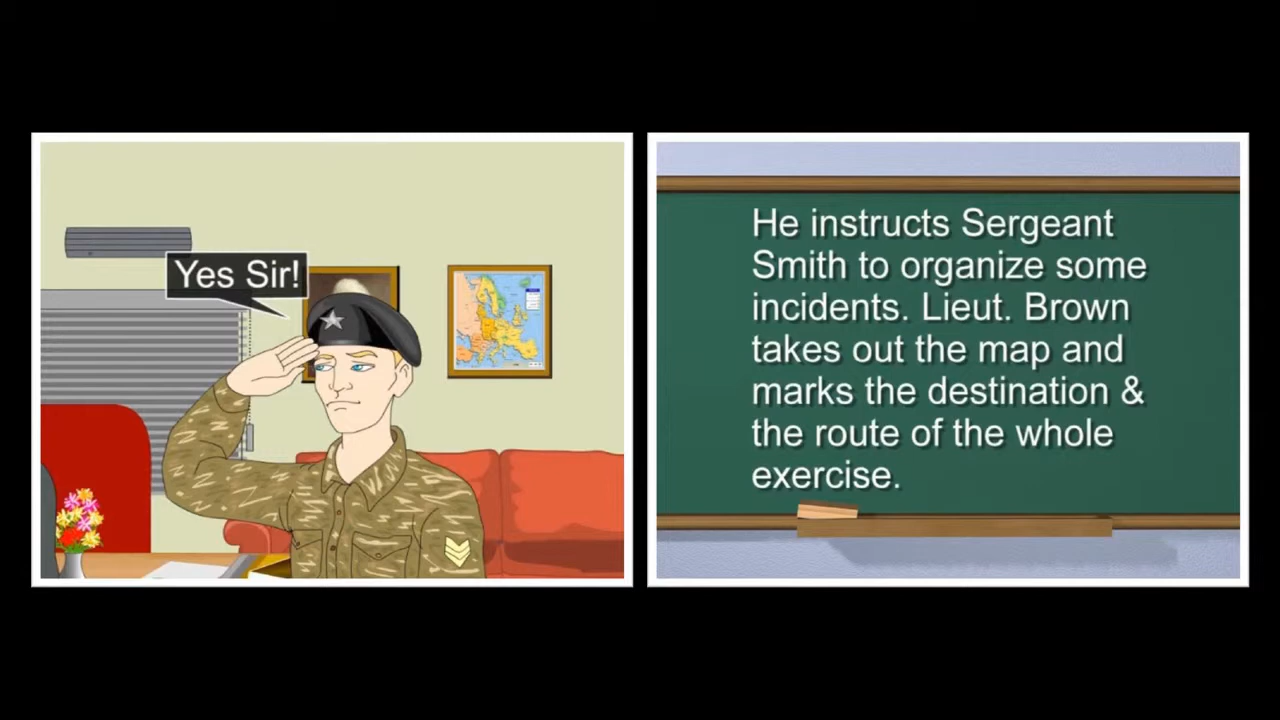 Yes Sir!
He instructs Sergeant
Smith to organize some
incidents. Lieut. Brown
takes out the map and
marks the destination &
the route of the whole
exercise.